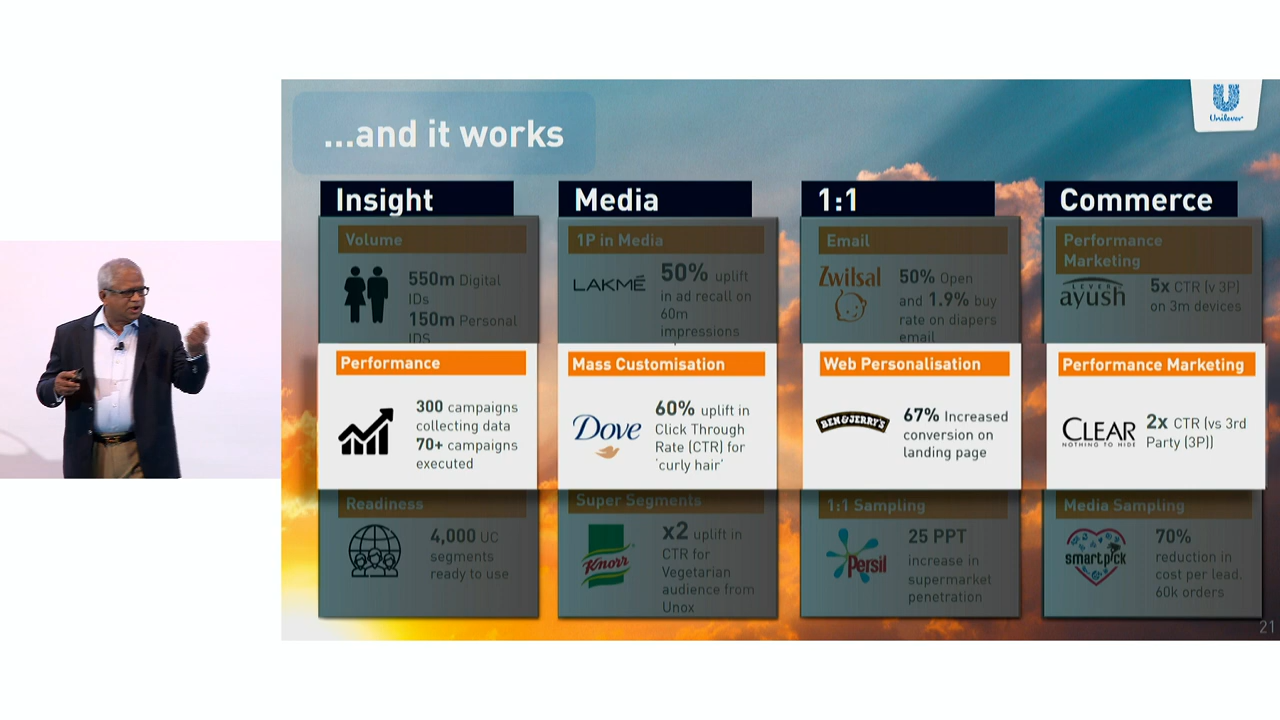 ...and it works
Unilever
Insight
Volume
550m Digital
IDs
150m Personal
IDS
Performance
300 campaigns
collecting data
70+ campaigns
executed
Readiness
4,000 UC
segments
ready to use
Media
1P in Media
LAKMÉ
50% uplift
in ad recall on
60m
impressions
Mass Customisation
Dove
60% uplift in
Click Through
Rate (CTR) for
'curly hair'
Super Segments
Knorr
x2 uplift in
CTR for
Vegetarian
audience from
Unox
1:1
Email
Zwitsal
50% Open
and 1.9% buy
rate on diapers
email
Web Personalisation
BEN & JERRY'S
67% Increased
conversion on
landing page
1:1 Sampling
Persil
25 PPT
increase in
supermarket
penetration
Commerce
Performance
Marketing
LEVER
ayush
5x CTR (v 3P)
on 3m devices
Performance Marketing
CLEAR
NOTHING TO HIDE
2x CTR (vs 3rd
Party (3P))
Media Sampling
smartpick
70%
reduction in
cost per lead.
60k orders
21